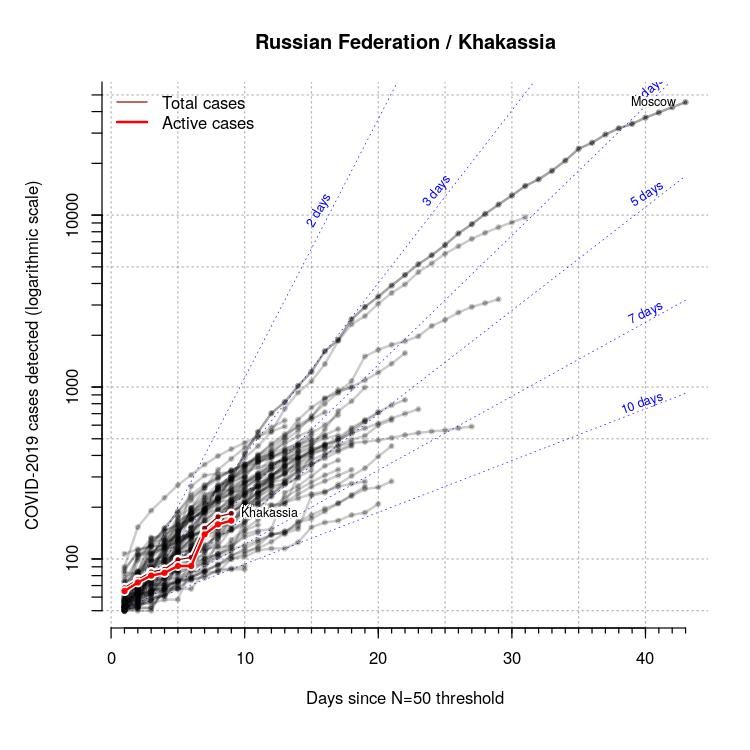 Russian Federation / Khakassia
Total cases
Active cases
2 days
3 days
days
Moscow
5 days
7 days
10 days
Khakassia
COVID-2019 cases detected (logarithmic scale)
10000
1000
100
0 10 20 30 40
Days since N=50 threshold